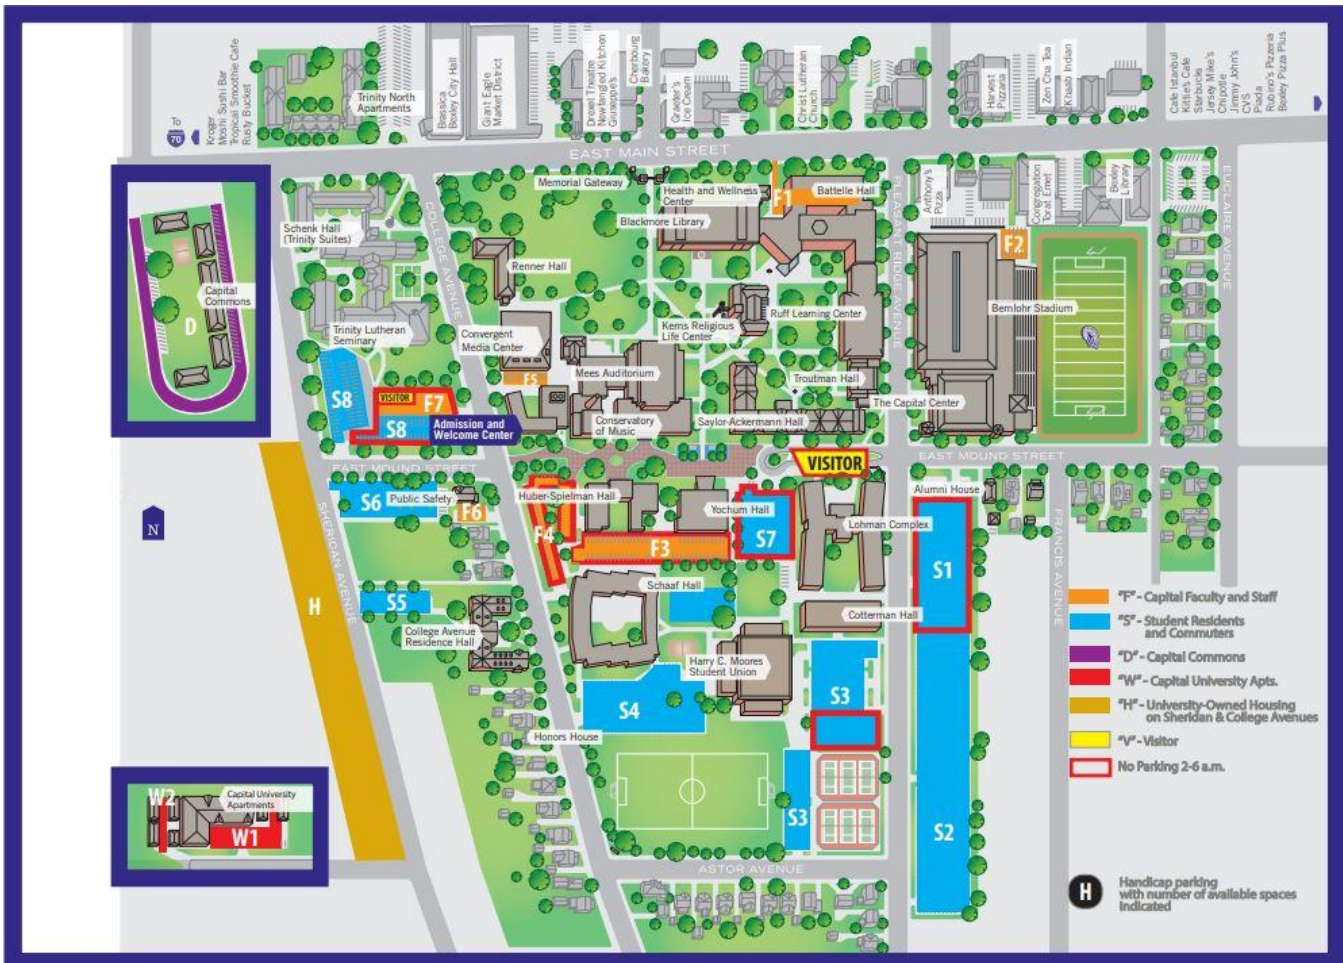 To
70
Kroger
Moshi Sushi Bar
Tropical Smoothie Cafe
Rusty Bucket
Trinity North
Apartments
Brassica
Bexley City Hall
Giant Eagle
Market District
Drexel Theatre
Newfangled Kitchen
Giuseppe's
Cherbourg
Bakery
Graeter's
Ice Cream
Christ Lutheran
Church
Harvest
Pizzeria
Zen Cha Tea
Khaab Indian
Cafe Istanbul
Kittie's Cafe
Starbucks
Jersey Mike's
Chipotle
Jimmy John's
CVS
Piada
Rubino's Pizzeria
Bexley Pizza Plus
EAST MAIN STREET
Memorial Gateway
Health and Wellness
Center
F1
Battelle Hall
Blackmore Library
PLEASANT RIDGE AVENUE
Anthony's
Pizza
Congregation
Torat Emet
Bexley
Library
EUCLAIRE AVENUE
Schenk Hall
(Trinity Suites)
COLLEGE AVENUE
Renner Hall
F2
Capital
Commons
D
Bernlohr Stadium
Trinity Lutheran
Seminary
Convergent
Media Center
Kerns Religious
Life Center
Ruff Learning Center
F5
Mees Auditorium
Troutman Hall
The Capital Center
S8
VISITOR
F7
S8
Admission and
Welcome Center
Conservatory
of Music
Saylor-Ackermann Hall
EAST MOUND STREET
VISITOR
EAST MOUND STREET
S6
Public Safety
F6
Huber-Spielman Hall
Yochum Hall
Alumni House
N
SHERIDAN AVENUE
F4
F3
S7
Lohman Complex
FRANCIS AVENUE
H
S5
Schaaf Hall
S1
College Avenue
Residence Hall
Cotterman Hall
Harry C. Moores
Student Union
S3
S4
Honors House
S3
S2
ASTOR AVENUE
W2
Capital University
Apartments
W1
"F" - Capital Faculty and Staff
"S" - Student Residents
and Commuters
"D" - Capital Commons
"W" - Capital University Apts.
"H" - University-Owned Housing
on Sheridan & College Avenues
"V" - Visitor
No Parking 2-6 a.m.
H
Handicap parking
with number of available spaces
indicated